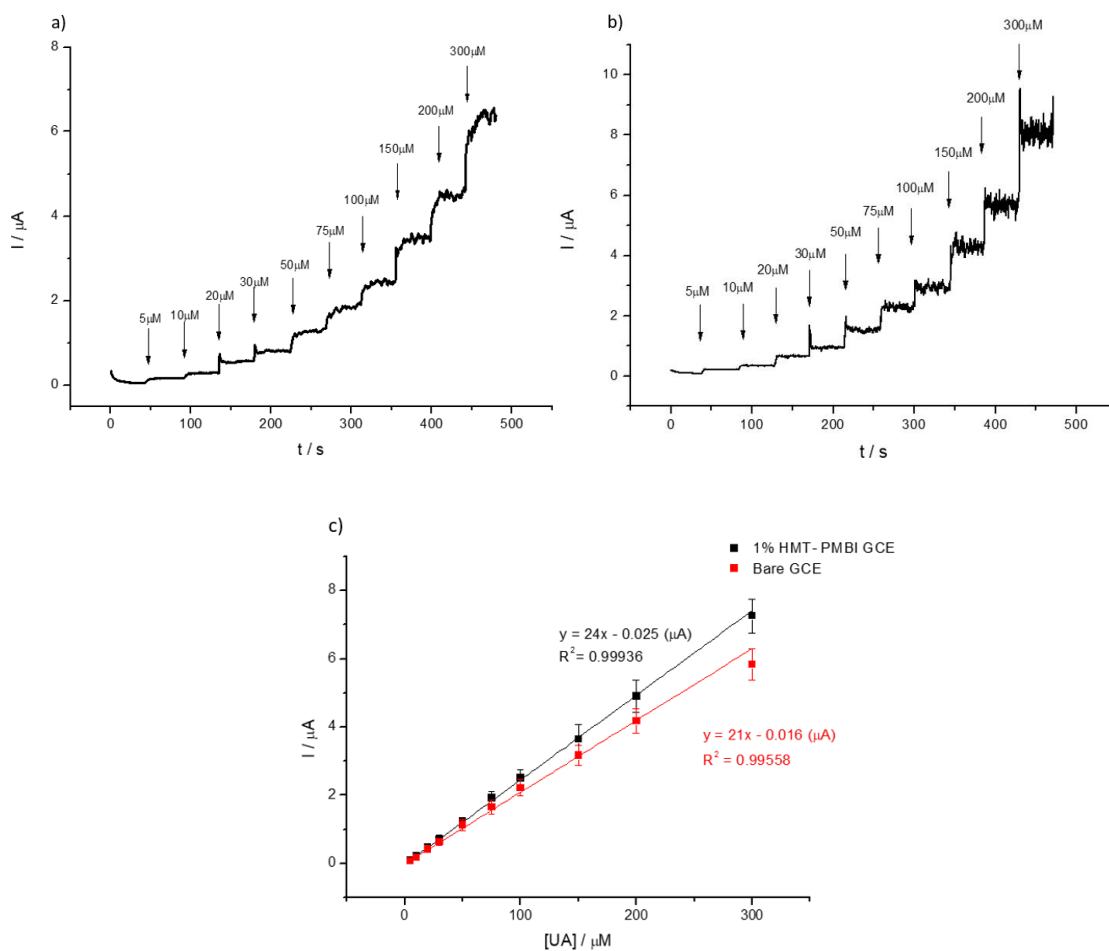 a)
8
6
4
2
0
I / μA
5μM
10μM
20μM
30μM
50μM
75μM
100μM
150μM
200μM
300μM
0
100
200
300
400
500
t / s
b)
10
8
6
4
2
0
I / μA
5μM
10μM
20μM
30μM
50μM
75μM
100μM
150μM
200μM
300μM
0
100
200
300
400
500
t / s
c)
1% HMT- PMBI GCE
Bare GCE
8
6
4
2
0
I / μA
y = 24x - 0.025 (μA)
R²= 0.99936
y = 21x - 0.016 (μA)
R² = 0.99558
0
100
200
300
[UA] / μM